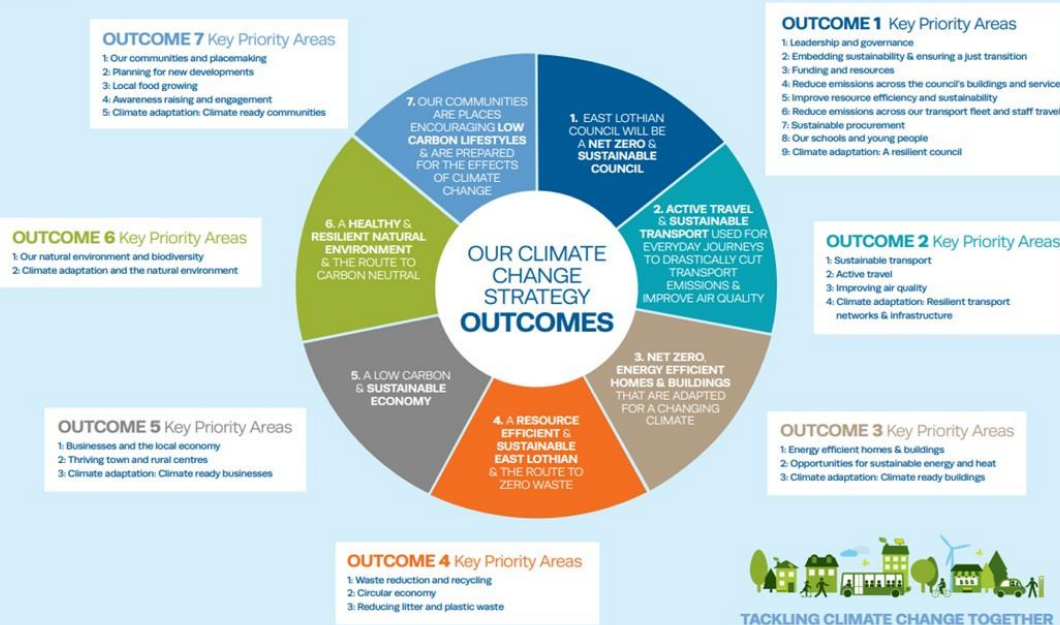 OUTCOME 7 Key Priority Areas
1: Our communities and placemaking
2: Planning for new developments
3: Local food growing
4: Awareness raising and engagement
5: Climate adaptation: Climate ready communities
OUTCOME 1 Key Priority Areas
1: Leadership and governance
2: Embedding sustainability & ensuring a just transition
3: Funding and resources
4: Reduce emissions across the council's buildings and service
5: Improve resource efficiency and sustainability
6: Reduce emissions across our transport fleet and staff travel
7: Sustainable procurement
8: Our schools and young people
9: Climate adaptation: A resilient council
7. OUR COMMUNITIES
ARE PLACES
ENCOURAGING LOW
CARBON LIFESTYLES
& ARE PREPARED
FOR THE EFFECTS
OF CLIMATE
CHANGE
1. EAST LOTHIAN
COUNCIL WILL BE
A NET ZERO &
SUSTAINABLE
COUNCIL
2. ACTIVE TRAVEL
& SUSTAINABLE
TRANSPORT USED FOR
EVERYDAY JOURNEYS
TO DRASTICALLY CUT
TRANSPORT
EMISSIONS &
IMPROVE AIR QUALITY
6. A HEALTHY &
RESILIENT NATURAL
ENVIRONMENT
& THE ROUTE TO
CARBON NEUTRAL
OUR CLIMATE
CHANGE
STRATEGY
OUTCOMES
OUTCOME 6 Key Priority Areas
1: Our natural environment and biodiversity
2: Climate adaptation and the natural environment
OUTCOME 2 Key Priority Areas
1: Sustainable transport
2: Active travel
3: Improving air quality
4: Climate adaptation: Resilient transport
networks & infrastructure
3. NET ZERO,
ENERGY EFFICIENT
HOMES & BUILDINGS
THAT ARE ADAPTED
FOR A CHANGING
CLIMATE
5. A LOW CARBON
& SUSTAINABLE
ECONOMY
4. A RESOURCE
EFFICIENT &
SUSTAINABLE
EAST LOTHIAN
& THE ROUTE TO
ZERO WASTE
OUTCOME 5 Key Priority Areas
1: Businesses and the local economy
2: Thriving town and rural centres
3: Climate adaptation: Climate ready businesses
OUTCOME 3 Key Priority Areas
1: Energy efficient homes & buildings
2: Opportunities for sustainable energy and heat
3: Climate adaptation: Climate ready buildings
OUTCOME 4 Key Priority Areas
1: Waste reduction and recycling
2: Circular economy
3: Reducing litter and plastic waste
TACKLING CLIMATE CHANGE TOGETHER